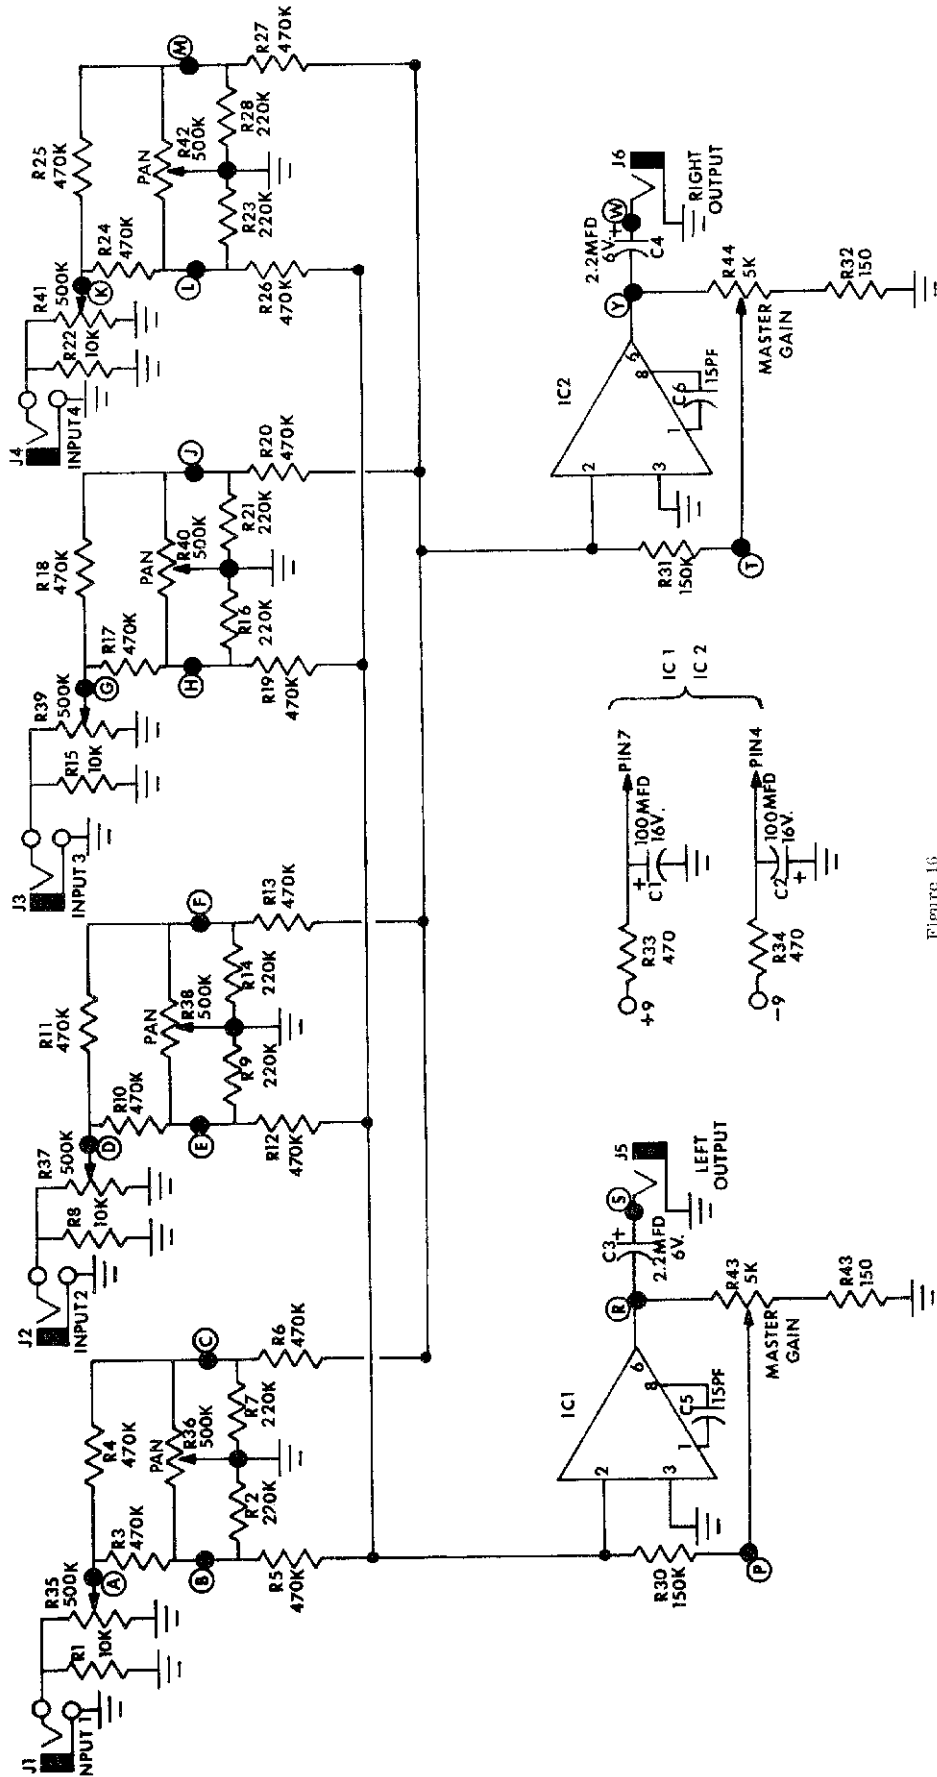 J1
INPUT 1
R1
10K
R35
500K
A
R3
470K
R4
470K
PAN
R36
500K
B
C
R2
220K
R7
220K
R5
470K
R6
470K
J2
INPUT 2
R8
10K
R37
500K
D
R10
470K
R11
470K
PAN
R38
500K
E
F
R9
220K
R14
220K
R12
470K
R13
470K
J3
INPUT 3
R15
10K
R39
500K
G
R17
470K
R18
470K
PAN
R40
500K
H
J
R16
220K
R21
220K
R19
470K
R20
470K
J4
INPUT 4
R22
10K
R41
500K
K
R24
470K
R25
470K
PAN
R42
500K
L
M
R23
220K
R28
220K
R26
470K
R27
470K
IC1
2
3
6
8
1
C5
15PF
R30
150K
P
R
C3
+
2.2MFD
6V.
S
J5
LEFT
OUTPUT
R43
5K
MASTER
GAIN
R43
150
+9
R33
470
+
C1
100MFD
16V.
PIN7
-9
R34
470
C2
+
100MFD
16V.
PIN4
IC 1
IC 2
IC2
2
3
6
8
1
C6
15PF
R31
150K
T
Y
2.2MFD
6V.
+
C4
W
J6
RIGHT
OUTPUT
R44
5K
MASTER
GAIN
R32
150
Figure 16